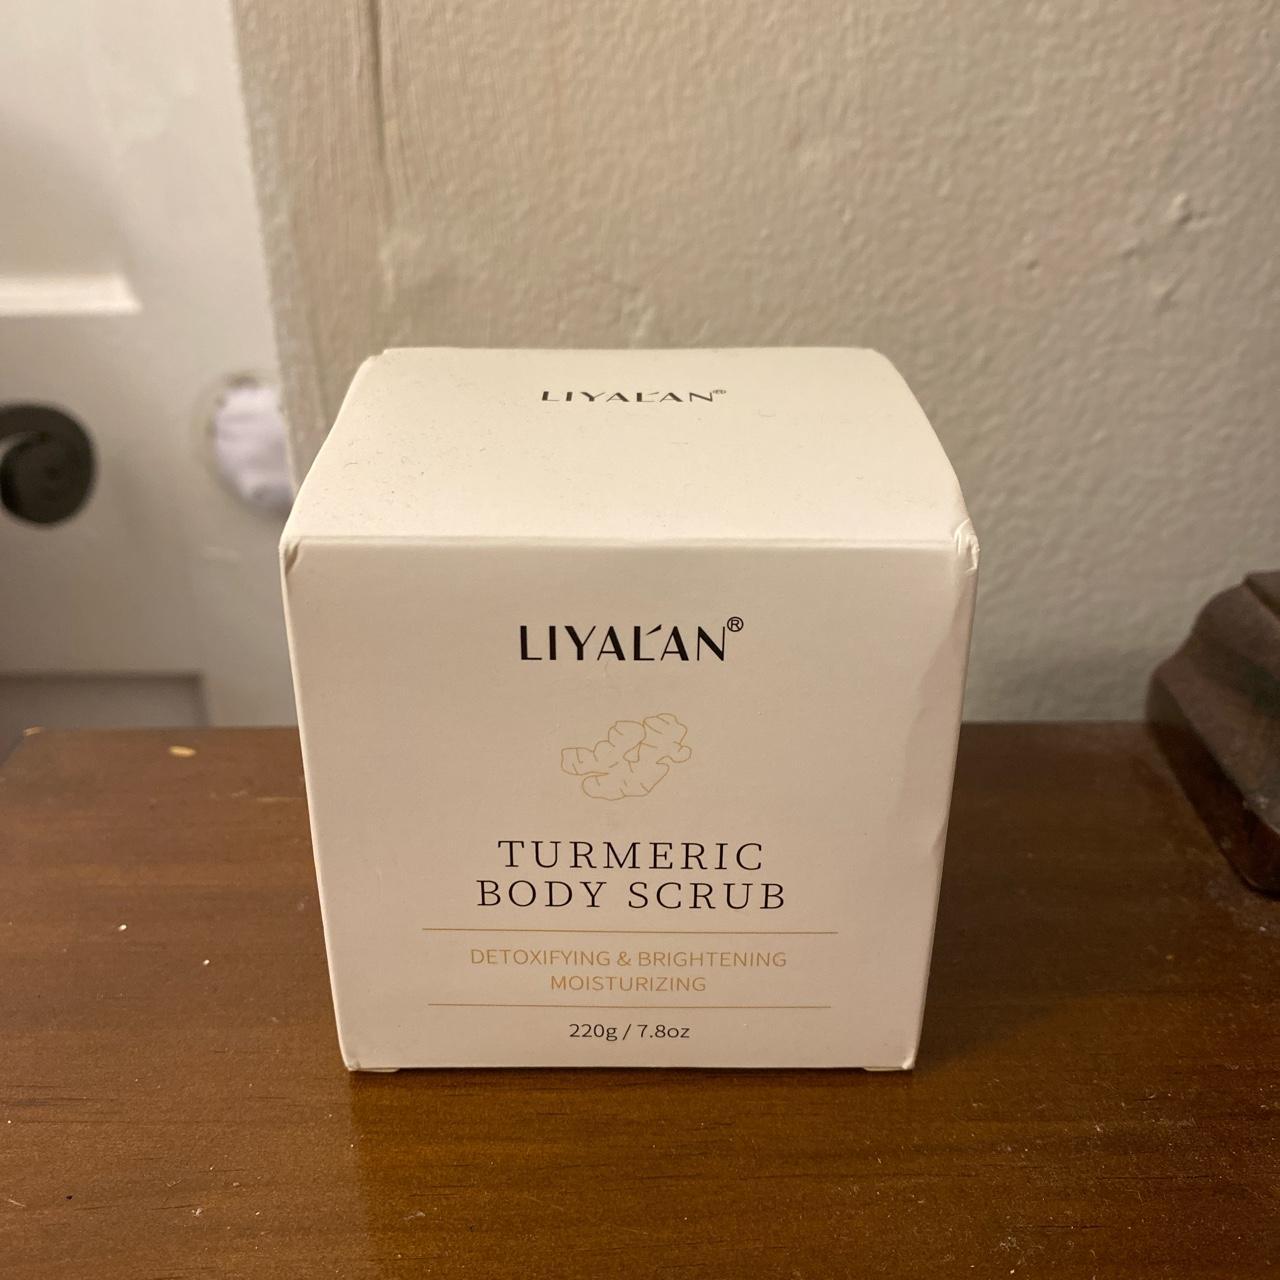 LIYAL'AN®
LIYAL'AN®
TURMERIC
BODY SCRUB
DETOXIFYING & BRIGHTENING
MOISTURIZING
220g / 7.8oz